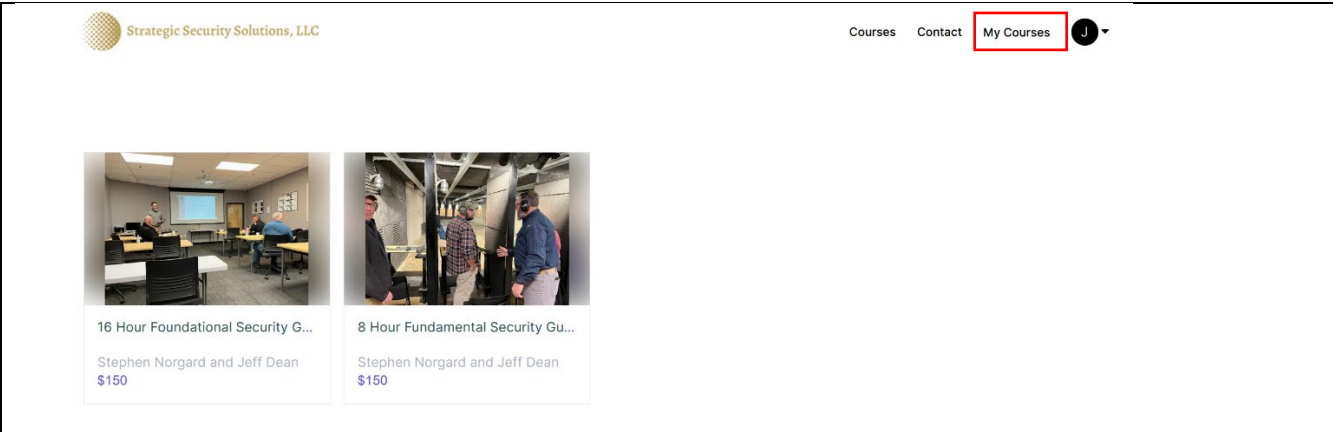 Strategic Security Solutions, LLC
Courses Contact My Courses J
16 Hour Foundational Security G...
Stephen Norgard and Jeff Dean
$150
8 Hour Fundamental Security Gu...
Stephen Norgard and Jeff Dean
$150